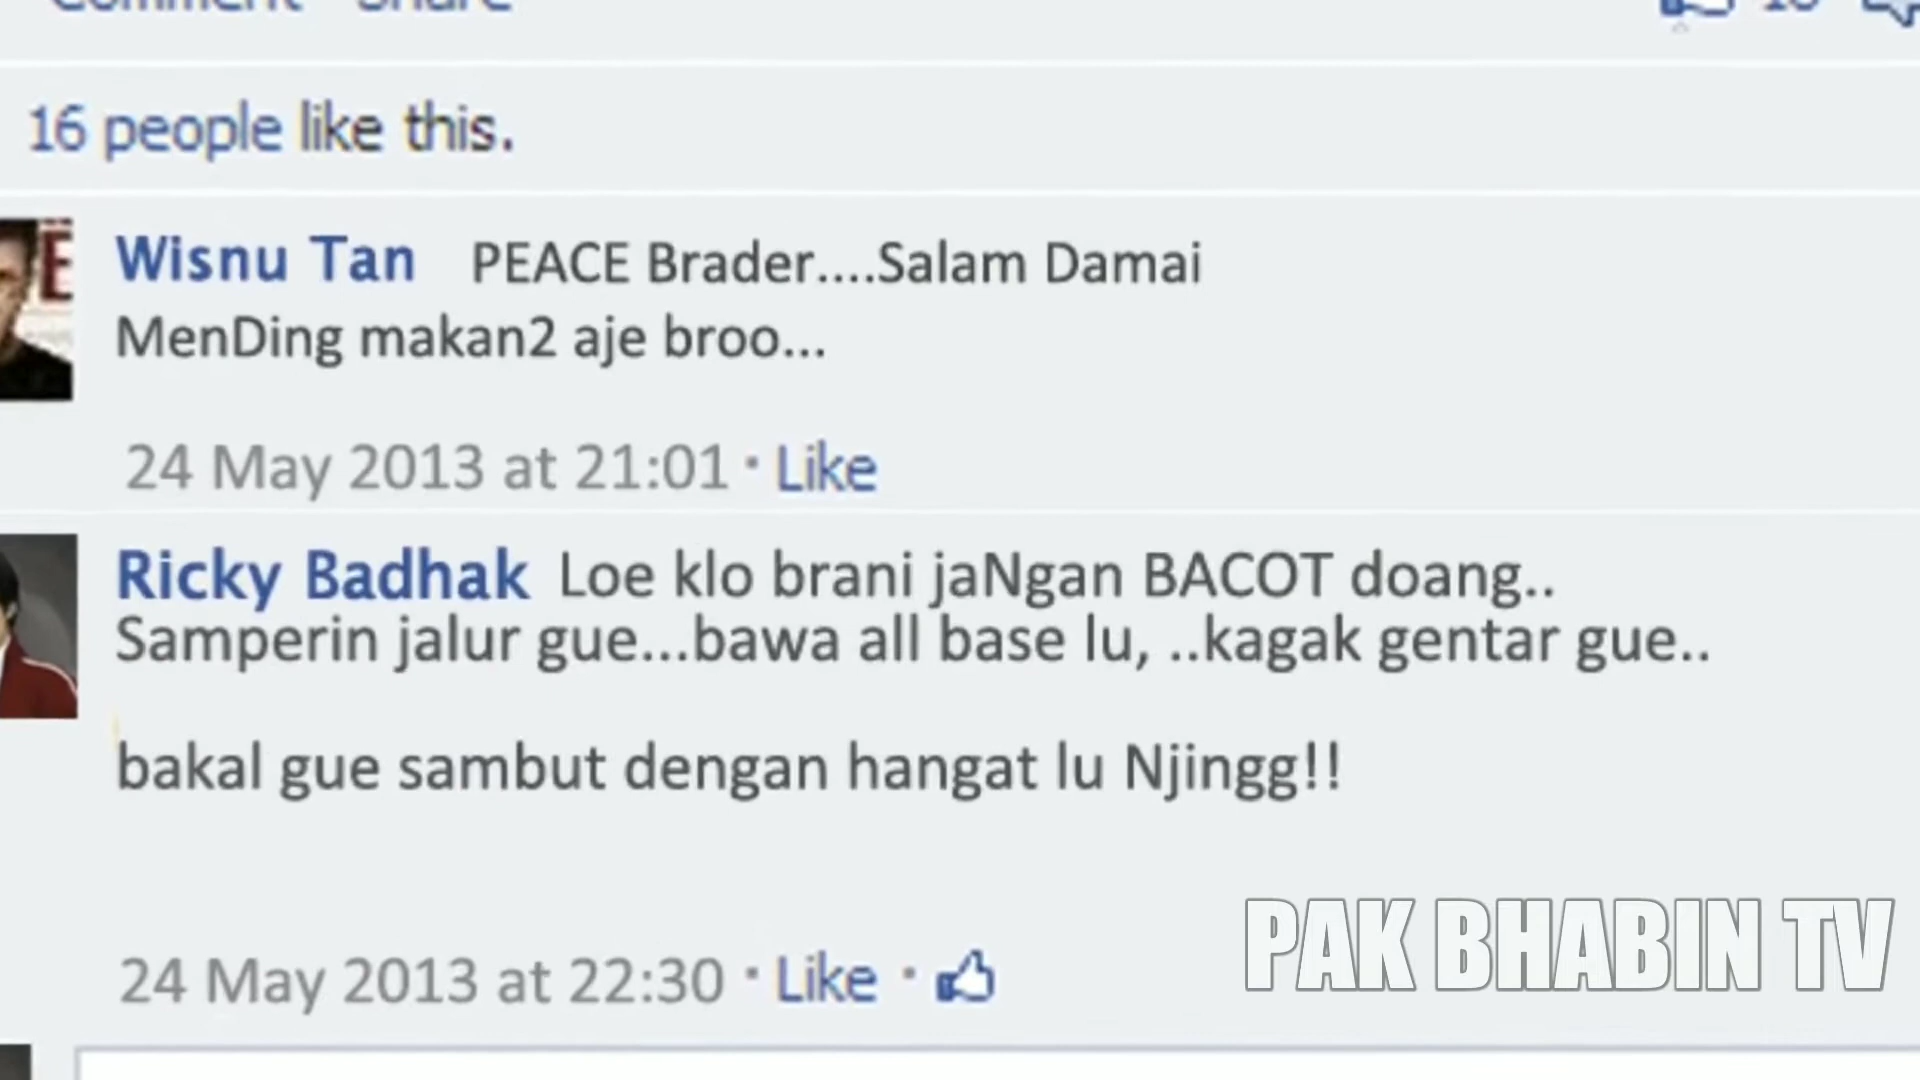 Comment Share
16 people like this.
Wisnu Tan PEACE Brader....Salam Damai
MenDing makan2 aje broo...
24 May 2013 at 21:01 · Like
Ricky Badhak Loe klo brani jaNgan BACOT doang..
Samperin jalur gue...bawa all base lu, ..kagak gentar gue..
bakal gue sambut dengan hangat lu Njingg!!
24 May 2013 at 22:30 · Like ·
PAK BHABIN TV